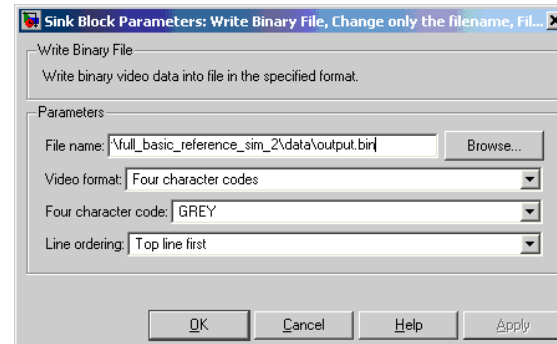 Sink Block Parameters: Write Binary File, Change only the filename, Fil...
Write Binary File
Write binary video data into file in the specified format.
Parameters
File name: :\full_basic_reference_sim_2\data\output.bin Browse...
Video format: Four character codes
Four character code: GREY
Line ordering: Top line first
OK Cancel Help Apply